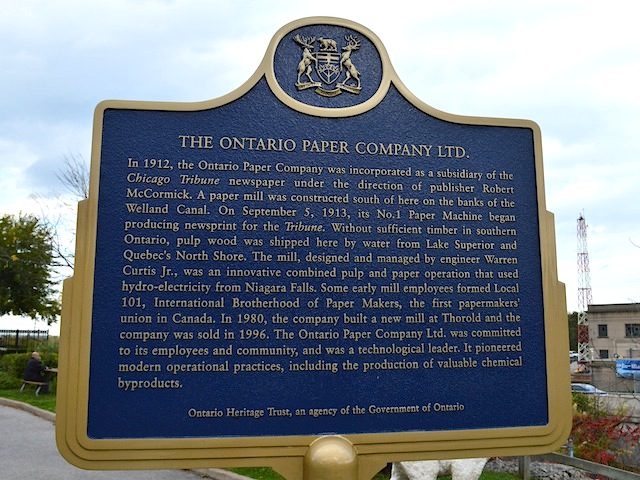 THE ONTARIO PAPER COMPANY LTD.
In 1912, the Ontario Paper Company was incorporated as a subsidiary of the
Chicago Tribune newspaper under the direction of publisher Robert
McCormick. A paper mill was constructed south of here on the banks of the
Welland Canal. On September 5, 1913, its No.1 Paper Machine began
producing newsprint for the Tribune. Without sufficient timber in southern
Ontario, pulp wood was shipped here by water from Lake Superior and
Quebec's North Shore. The mill, designed and managed by engineer Warren
Curtis Jr., was an innovative combined pulp and paper operation that used
hydro-electricity from Niagara Falls. Some early mill employees formed Local
101, International Brotherhood of Paper Makers, the first papermakers'
union in Canada. In 1980, the company built a new mill at Thorold and the
company was sold in 1996. The Ontario Paper Company Ltd. was committed
to its employees and community, and was a technological leader. It pioneered
modern operational practices, including the production of valuable chemical
byproducts.
Ontario Heritage Trust, an agency of the Government of Ontario